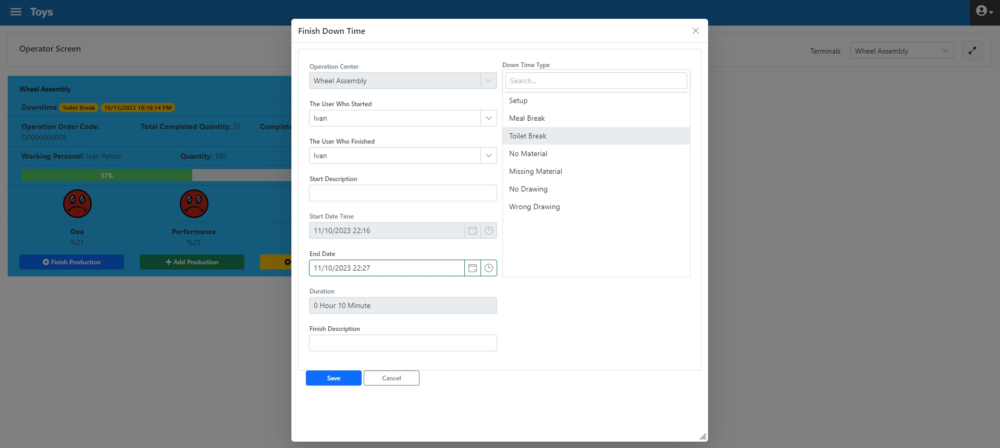 Toys
Operator Screen
Terminals
Wheel Assembly
Wheel Assembly
Downtime Toilet Break 10/11/2023 10:16:14 PM
Operation Order Code: Total Completed Quantity: 37 Complete
OP000000009
Working Personel: Ivan Petrov Quantity: 100
37%
Oee Performance
%21 %25
Finish Production Add Production
Finish Down Time
Operation Center
Wheel Assembly
The User Who Started
Ivan
The User Who Finished
Ivan
Start Description
Start Date Time
11/10/2023 22:16
End Date
11/10/2023 22:27
Duration
0 Hour 10 Minute
Finish Description
Down Time Type
Search...
Setup
Meal Break
Toilet Break
No Material
Missing Material
No Drawing
Wrong Drawing
Save Cancel